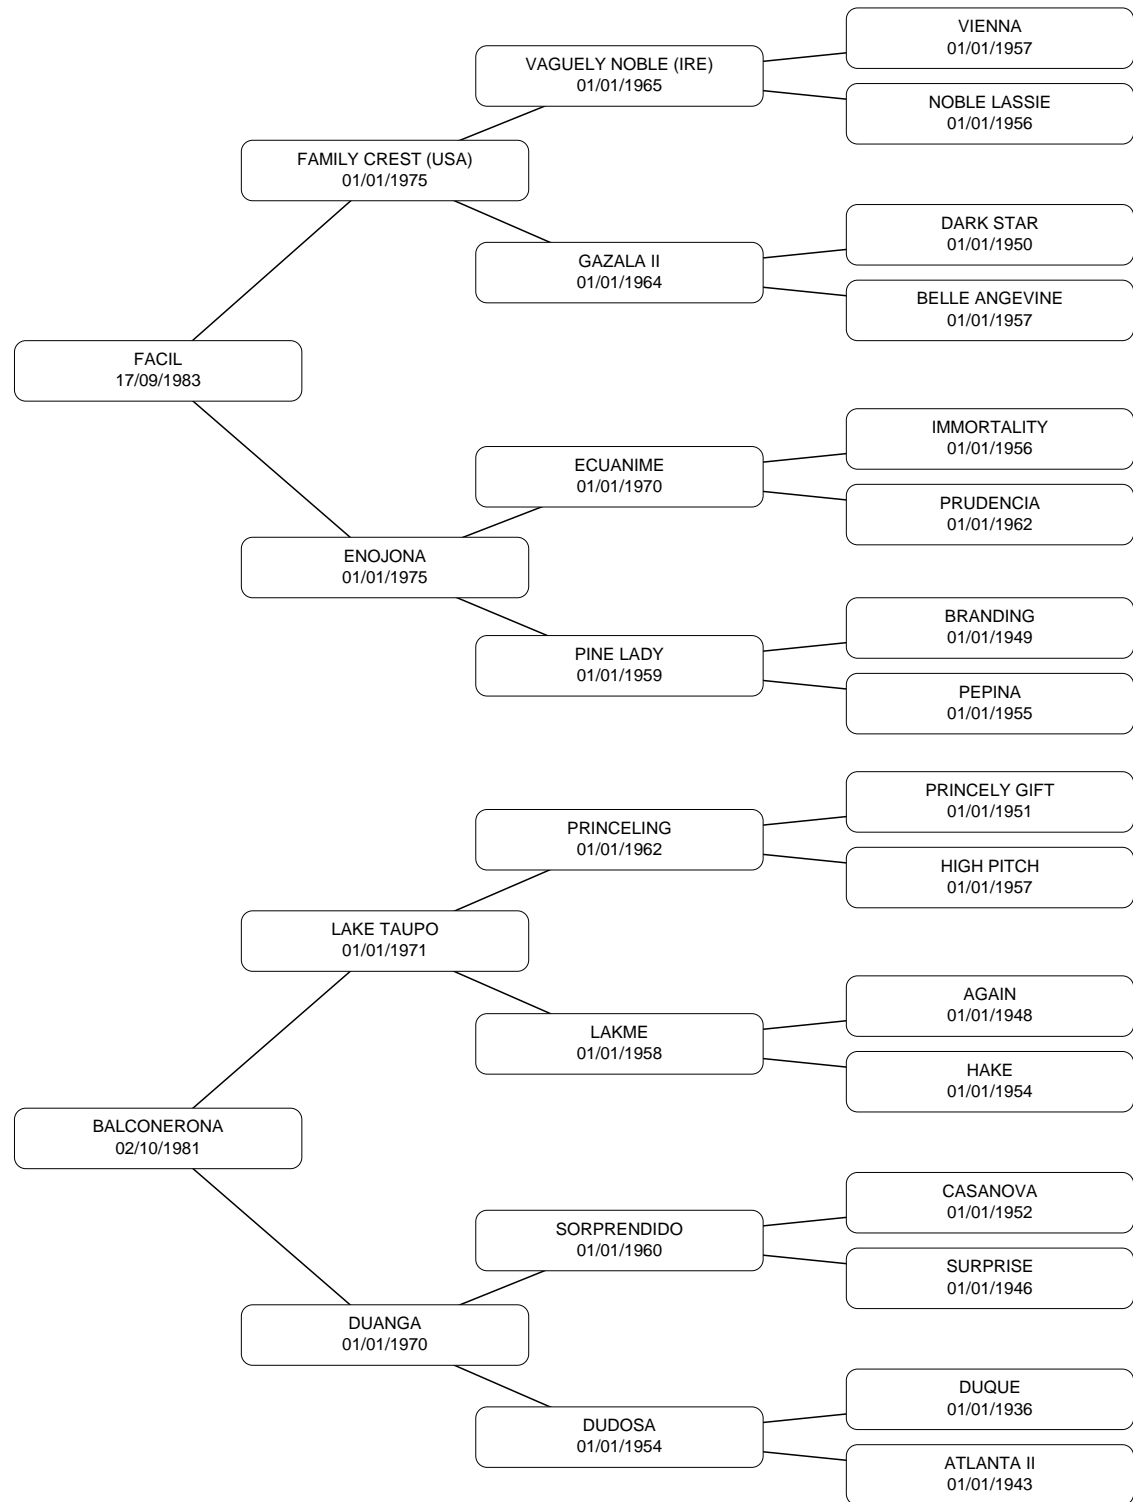 VIENNA
01/01/1957
VAGUELY NOBLE (IRE)
01/01/1965
NOBLE LASSIE
01/01/1956
FAMILY CREST (USA)
01/01/1975
DARK STAR
01/01/1950
GAZALA II
01/01/1964
BELLE ANGEVINE
01/01/1957
FACIL
17/09/1983
IMMORTALITY
01/01/1956
ECUANIME
01/01/1970
PRUDENCIA
01/01/1962
ENOJONA
01/01/1975
BRANDING
01/01/1949
PINE LADY
01/01/1959
PEPINA
01/01/1955
PRINCELY GIFT
01/01/1951
PRINCELING
01/01/1962
HIGH PITCH
01/01/1957
LAKE TAUPO
01/01/1971
AGAIN
01/01/1948
LAKME
01/01/1958
HAKE
01/01/1954
BALCONERONA
02/10/1981
CASANOVA
01/01/1952
SORPRENDIDO
01/01/1960
SURPRISE
01/01/1946
DUANGA
01/01/1970
DUQUE
01/01/1936
DUDOSA
01/01/1954
ATLANTA II
01/01/1943